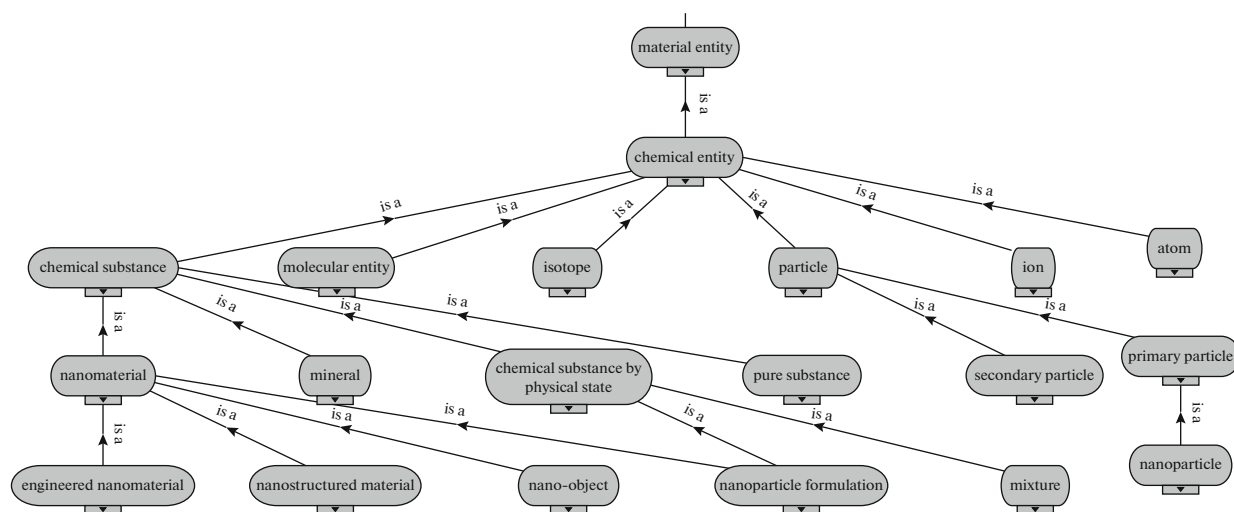 material entity
is a
chemical entity
is a
is a
is a
is a
is a
is a
chemical substance
molecular entity
isotope
particle
ion
atom
is a
is a
is a
is a
is a
is a
nanomaterial
mineral
chemical substance by
physical state
pure substance
secondary particle
primary particle
is a
is a
is a
is a
is a
is a
is a
engineered nanomaterial
nanostructured material
nano-object
nanoparticle formulation
mixture
nanoparticle